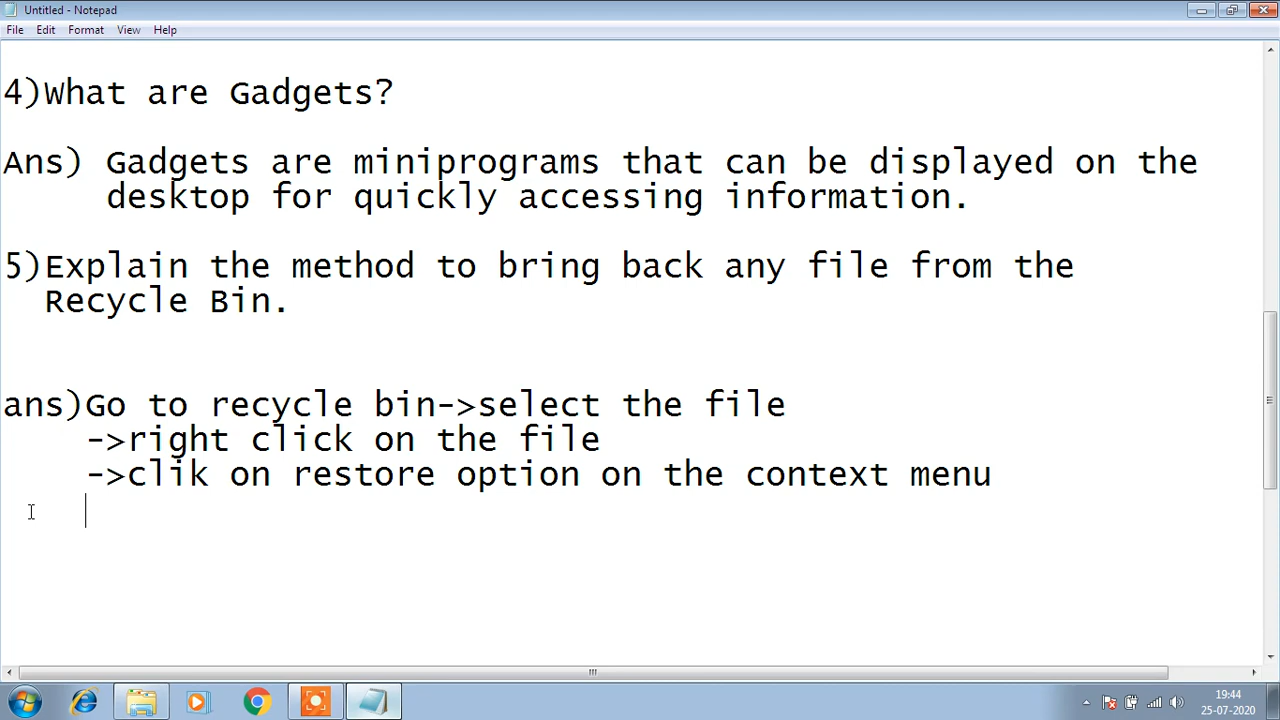 Untitled - Notepad
File Edit Format View Help
4)What are Gadgets?
Ans) Gadgets are miniprograms that can be displayed on the
desktop for quickly accessing information.
5)Explain the method to bring back any file from the
Recycle Bin.
ans)Go to recycle bin->select the file
->right click on the file
->clik on restore option on the context menu
19:44
25-07-2020